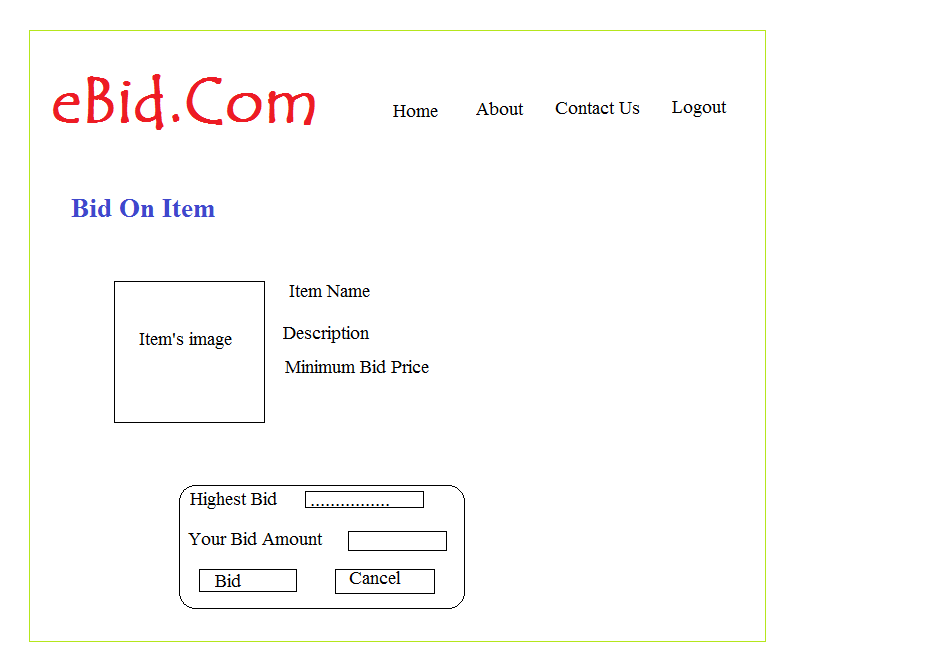 eBid.Com
Home About Contact Us Logout
Bid On Item
Item's image
Item Name
Description
Minimum Bid Price
Highest Bid ................
Your Bid Amount
Bid Cancel